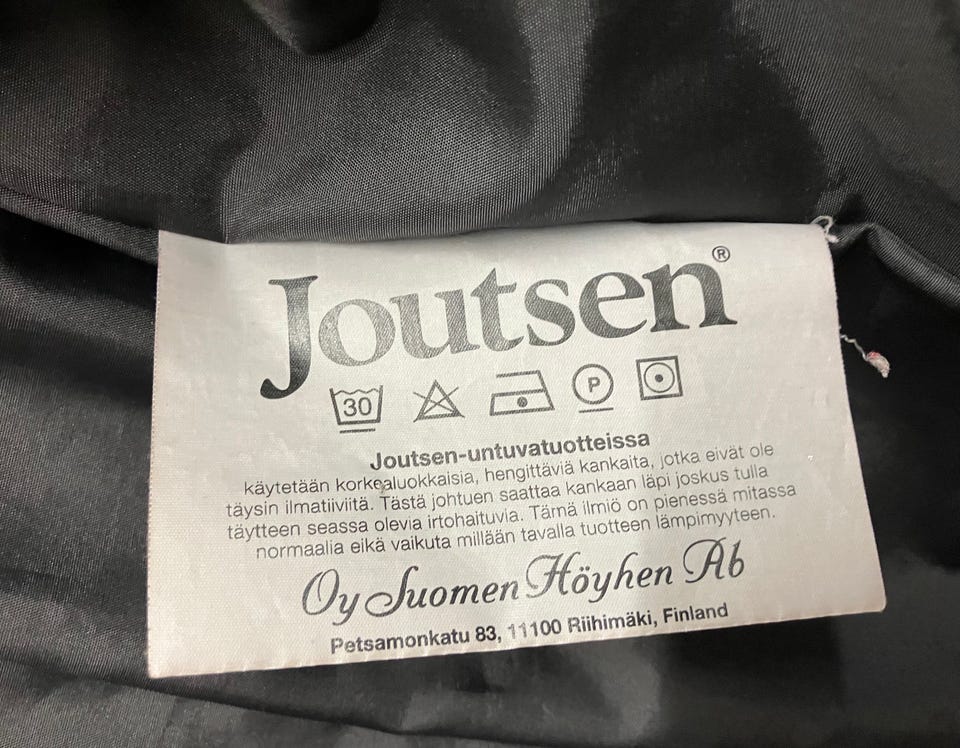 Joutsen®
30 P
Joutsen-untuvatuotteissa
käytetään korkealuokkaisia, hengittäviä kankaita, jotka eivät ole
täysin ilmatiiviitä. Tästä johtuen saattaa kankaan läpi joskus tulla
täytteen seassa olevia irtohaituvia. Tämä ilmiö on pienessä mitassa
normaalia eikä vaikuta millään tavalla tuotteen lämpimyyteen.
Oy Suomen Höyhen Ab
Petsamonkatu 83, 11100 Riihimäki, Finland